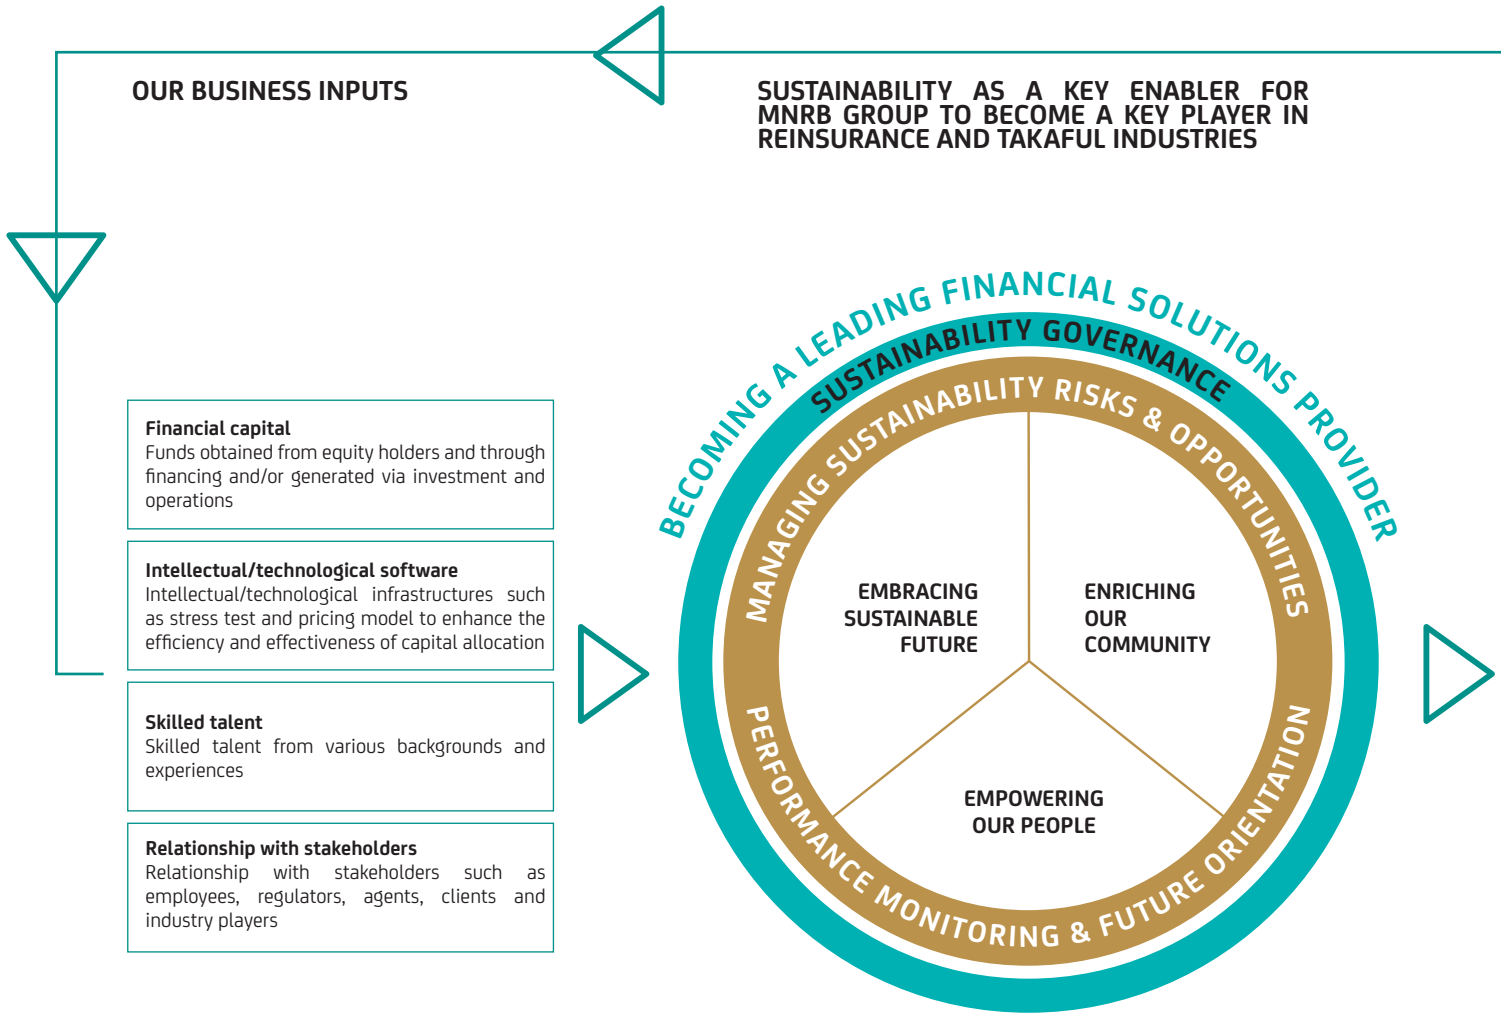 OUR BUSINESS INPUTS
SUSTAINABILITY AS A KEY ENABLER FOR
MNRB GROUP TO BECOME A KEY PLAYER IN
REINSURANCE AND TAKAFUL INDUSTRIES
Financial capital
Funds obtained from equity holders and through
financing and/or generated via investment and
operations
Intellectual/technological software
Intellectual/technological infrastructures such
as stress test and pricing model to enhance the
efficiency and effectiveness of capital allocation
Skilled talent
Skilled talent from various backgrounds and
experiences
Relationship with stakeholders
Relationship with stakeholders such as
employees, regulators, agents, clients and
industry players
BECOMING A LEADING FINANCIAL SOLUTIONS PROVIDER
SUSTAINABILITY GOVERNANCE
MANAGING SUSTAINABILITY RISKS & OPPORTUNITIES
EMBRACING
SUSTAINABLE
FUTURE
ENRICHING
OUR
COMMUNITY
EMPOWERING
OUR PEOPLE
PERFORMANCE MONITORING & FUTURE ORIENTATION